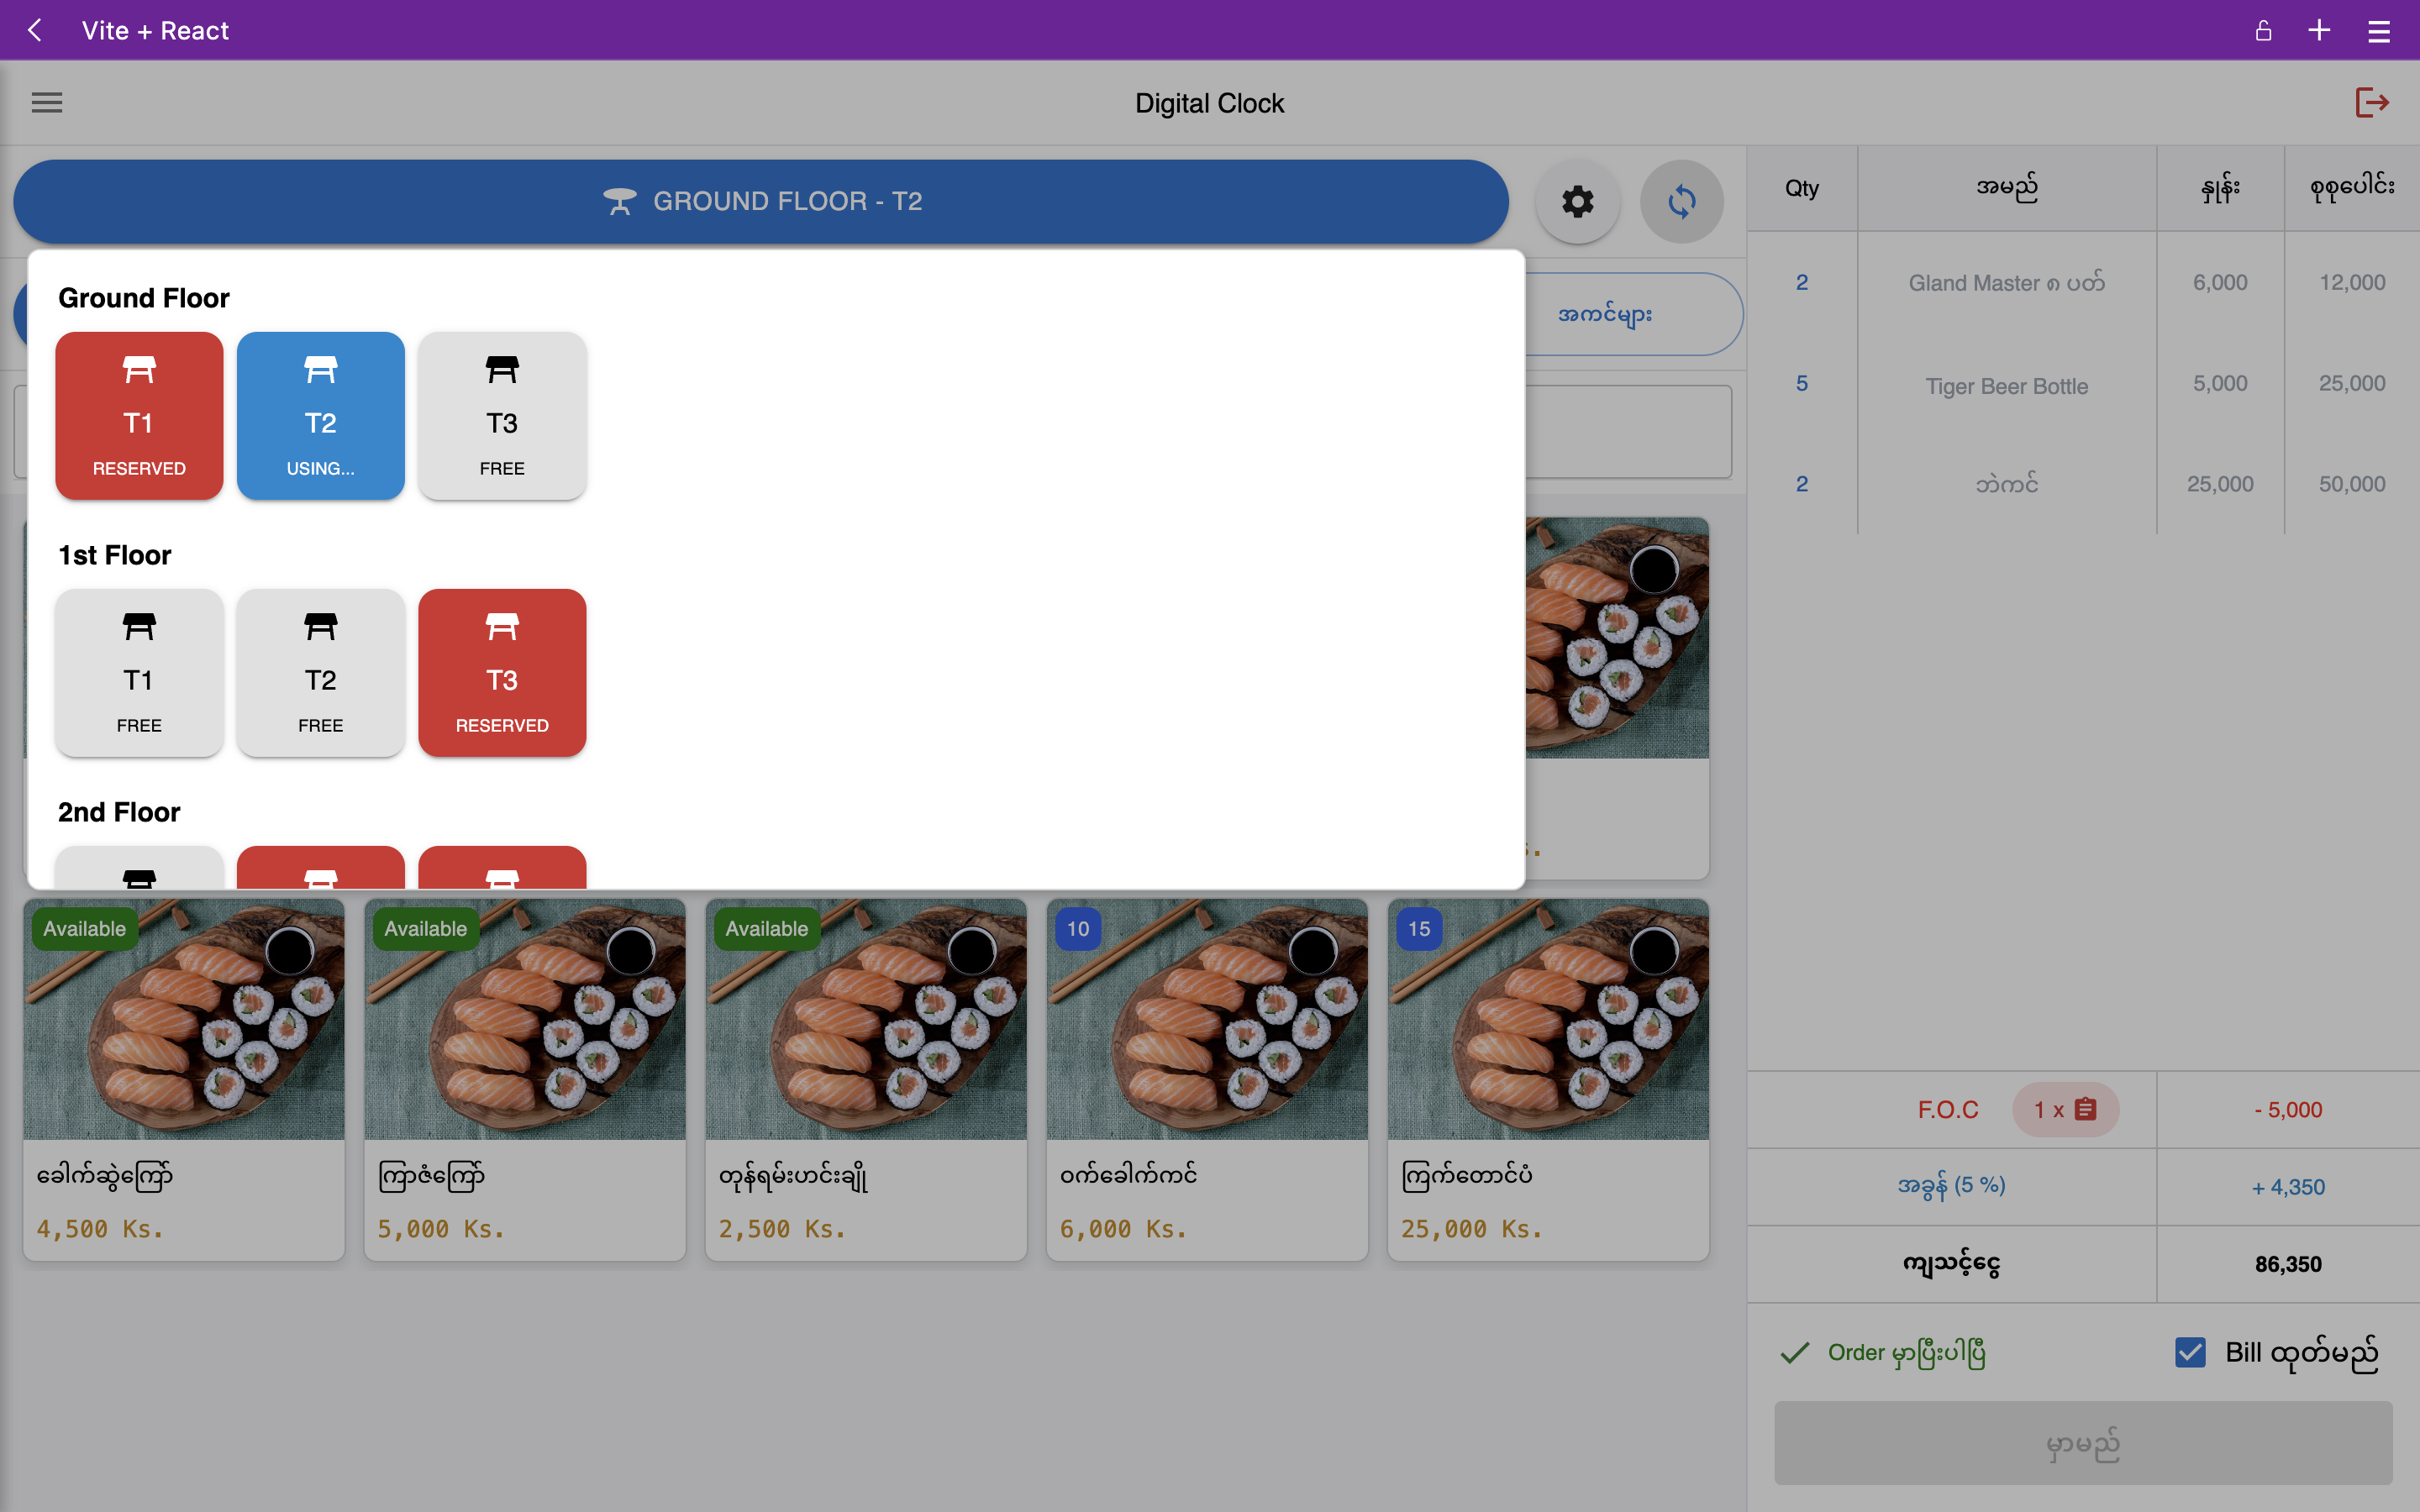 Vite + React
Digital Clock
GROUND FLOOR - T2
အကင်များ
Ground Floor
T1
RESERVED
T2
USING...
T3
FREE
1st Floor
T1
FREE
T2
FREE
T3
RESERVED
2nd Floor
Available
ခေါက်ဆွဲကြော်
4,500 Ks.
Available
ကြာဇံကြော်
5,000 Ks.
Available
တုန်ရမ်းဟင်းချို
2,500 Ks.
10
ဝက်ခေါက်ကင်
6,000 Ks.
15
ကြက်တောင်ပံ
25,000 Ks.
Qty အမည် နှုန်း စုစုပေါင်း
2 Gland Master ၈ ပတ် 6,000 12,000
5 Tiger Beer Bottle 5,000 25,000
2 ဘဲကင် 25,000 50,000
F.O.C 1 x - 5,000
အခွန် (5 %) + 4,350
ကျသင့်ငွေ 86,350
Order မှာပြီးပါပြီ
Bill ထုတ်မည်
မှာမည်